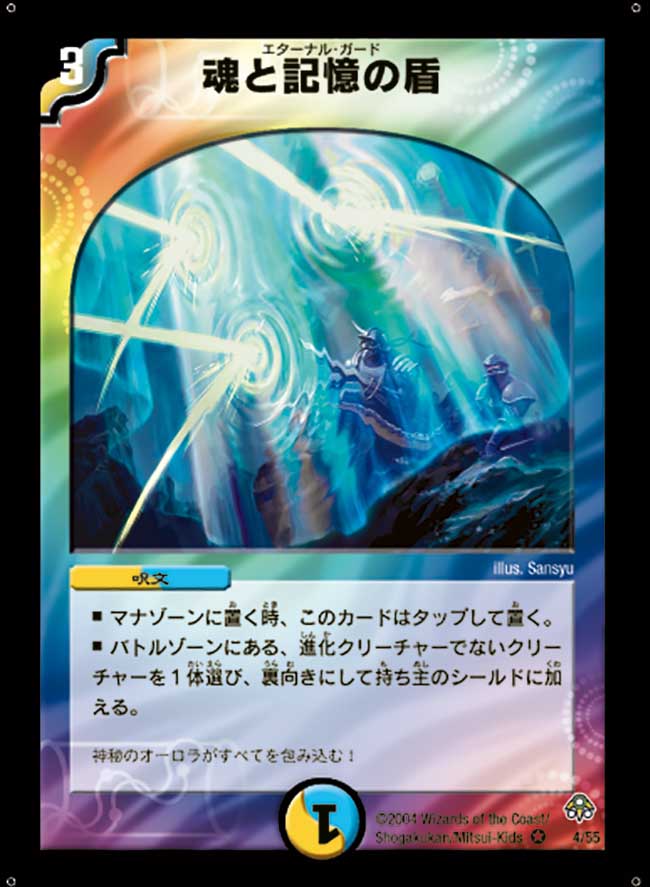 3
エターナル・ガード
魂と記憶の盾
illus. Sansyu
呪文
■ マナゾーンに置く時、このカードはタップして置く。
■ バトルゾーンにある、進化クリーチャーでないクリー
チャーを１体選び、裏向きにして持ち主のシールドに加
える。
神秘のオーロラがすべてを包み込む！
1
©2004 Wizards of the Coast/
Shogakukan/Mitsui-Kids
4/55